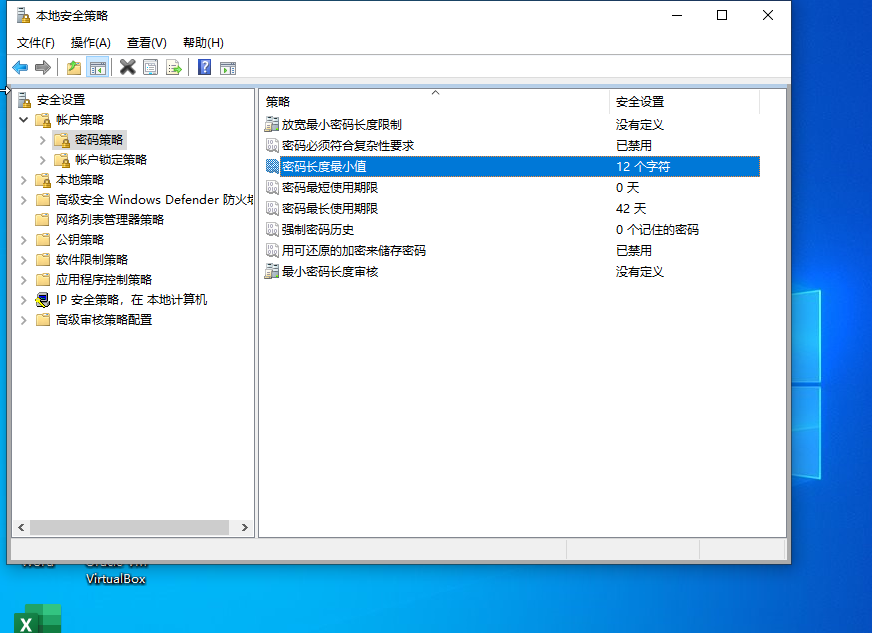 本地安全策略
文件(F) 操作(A) 查看(V) 帮助(H)
安全设置
帐户策略
密码策略
帐户锁定策略
本地策略
高级安全 Windows Defender 防火
网络列表管理器策略
公钥策略
软件限制策略
应用程序控制策略
IP 安全策略，在 本地计算机
高级审核策略配置
策略 安全设置
放宽最小密码长度限制 没有定义
密码必须符合复杂性要求 已禁用
密码长度最小值 12 个字符
密码最短使用期限 0 天
密码最长使用期限 42 天
强制密码历史 0 个记住的密码
用可还原的加密来储存密码 已禁用
最小密码长度审核 没有定义
VirtualBox
X